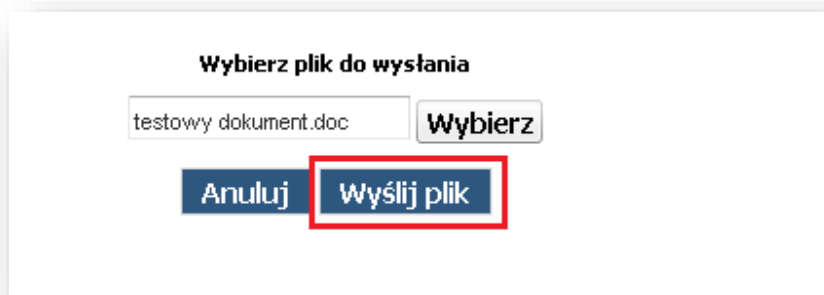 Wybierz plik do wysłania
testowy dokument.doc Wybierz
Anuluj Wyślij plik